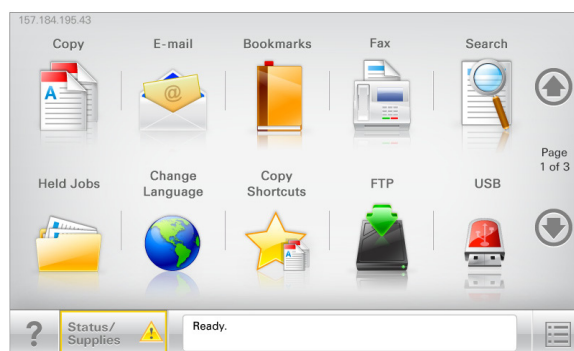 157.184.195.43
Copy
E-mail
Bookmarks
Fax
Search
A
@
Page
1 of 3
Held Jobs
Change
Language
Copy
Shortcuts
FTP
USB
A
?
Status/
Supplies
Ready.